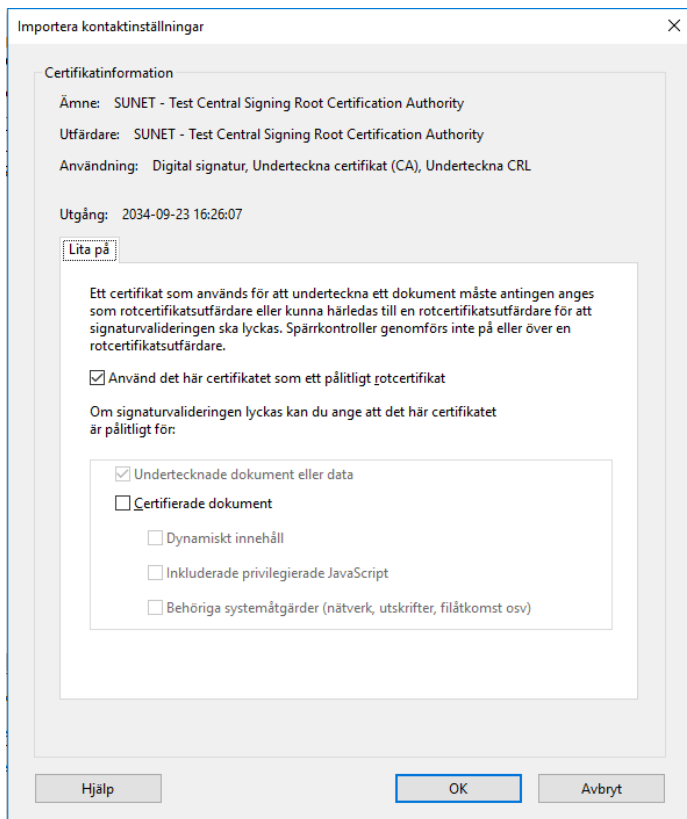 Importera kontaktinställningar
Certifikatinformation
Ämne: SUNET - Test Central Signing Root Certification Authority
Utfärdare: SUNET - Test Central Signing Root Certification Authority
Användning: Digital signatur, Underteckna certifikat (CA), Underteckna CRL
Utgång: 2034-09-23 16:26:07
Lita på
Ett certifikat som används för att underteckna ett dokument måste antingen anges
som rotcertifikatsutfärdare eller kunna härledas till en rotcertifikatsutfärdare för att
signaturvalideringen ska lyckas. Spärrkontroller genomförs inte på eller över en
rotcertifikatsutfärdare.
Använd det här certifikatet som ett pålitligt rotcertifikat
Om signaturvalideringen lyckas kan du ange att det här certifikatet
är pålitligt för:
Undertecknade dokument eller data
Certifierade dokument
Dynamiskt innehåll
Inkluderade privilegierade JavaScript
Behöriga systemåtgärder (nätverk, utskrifter, filåtkomst osv)
Hjälp
OK
Avbryt